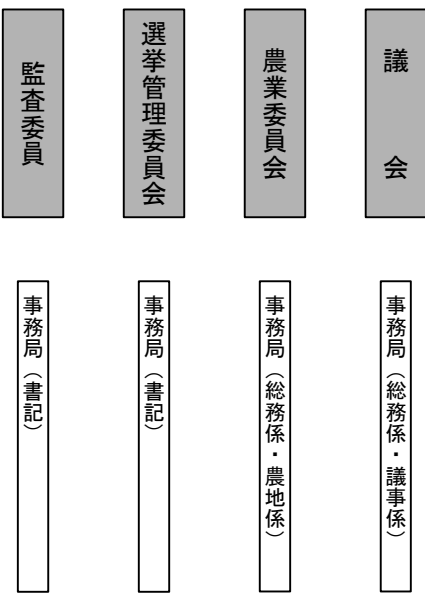 議会
農業委員会
選挙管理委員会
監査委員
事務局（総務係・議事係）
事務局（総務係・農地係）
事務局（書記）
事務局（書記）